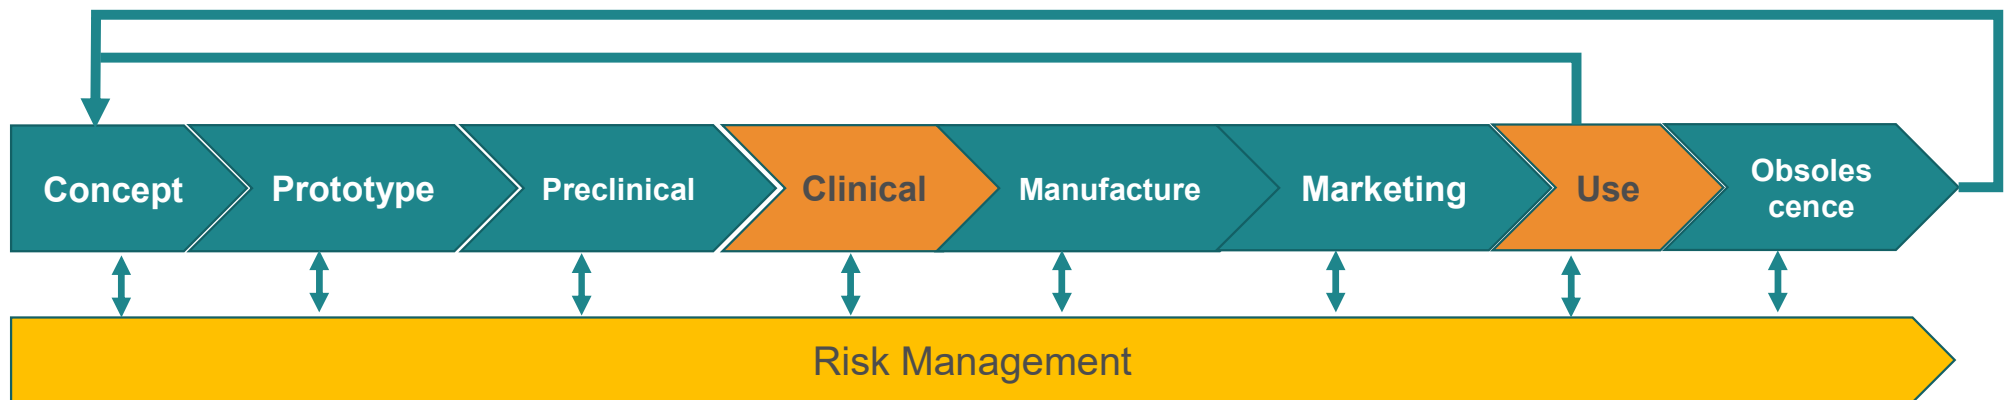 Concept
Prototype
Preclinical
Clinical
Manufacture
Marketing
Use
Obsoles
cence
Risk Management